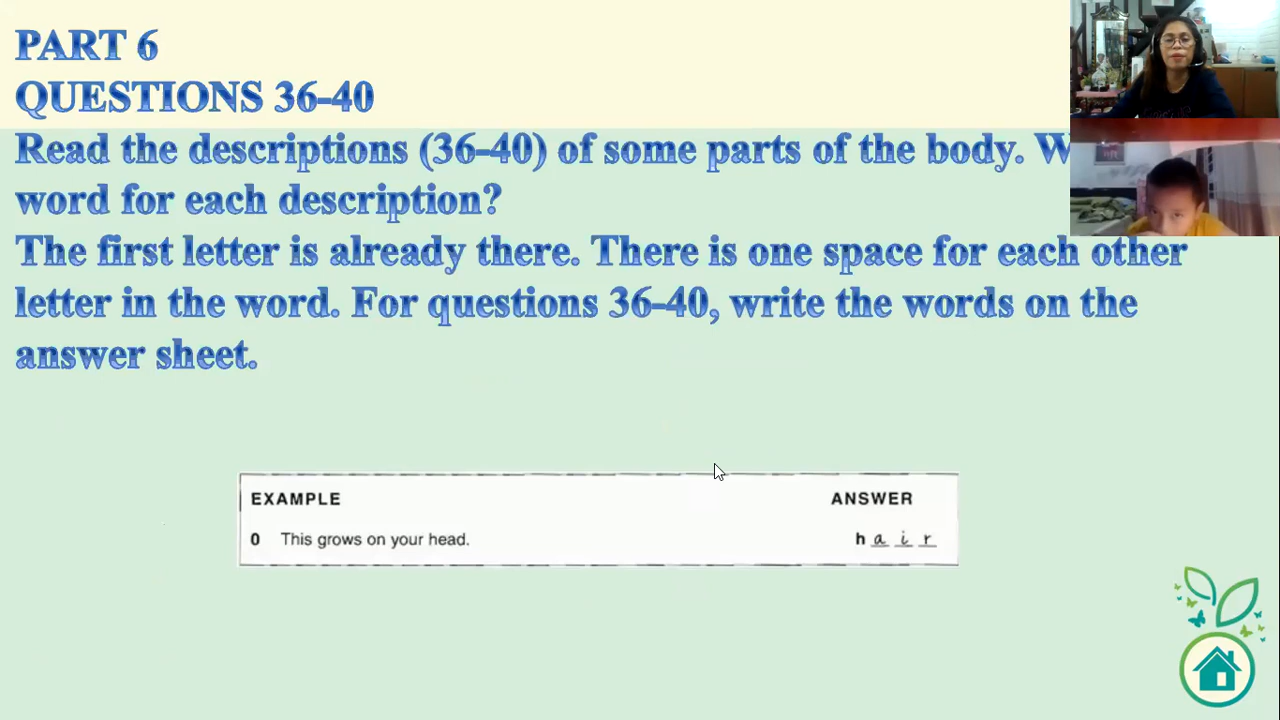 PART 6
QUESTIONS 36-40
Read the descriptions (36-40) of some parts of the body.
word for each description?
The first letter is already there. There is one space for each other
letter in the word. For questions 36-40, write the words on the
answer sheet.
EXAMPLE ANSWER
0 This grows on your head. h a i r